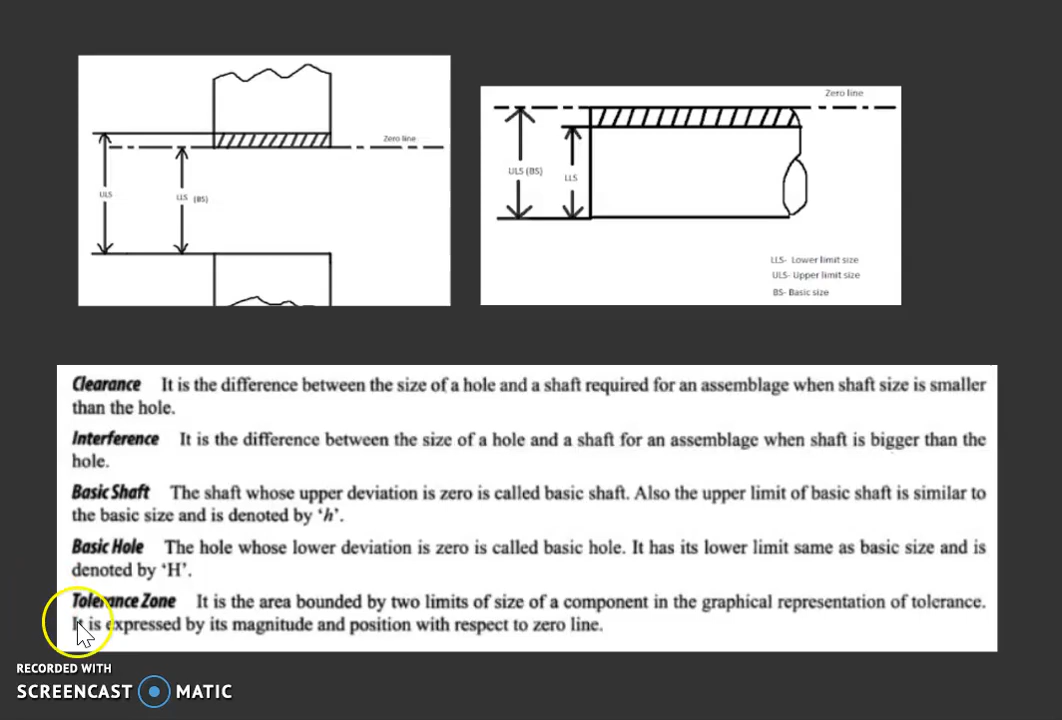 Zero line
ULS
LLS (BS)
Zero line
ULS (BS)
LLS
LLS- Lower limit size
ULS- Upper limit size
BS- Basic size
Clearance It is the difference between the size of a hole and a shaft required for an assemblage when shaft size is smaller
than the hole.
Interference It is the difference between the size of a hole and a shaft for an assemblage when shaft is bigger than the
hole.
Basic Shaft The shaft whose upper deviation is zero is called basic shaft. Also the upper limit of basic shaft is similar to
the basic size and is denoted by ‘h’.
Basic Hole The hole whose lower deviation is zero is called basic hole. It has its lower limit same as basic size and is
denoted by ‘H’.
Tolerance Zone It is the area bounded by two limits of size of a component in the graphical representation of tolerance.
It is expressed by its magnitude and position with respect to zero line.
RECORDED WITH
SCREENCAST MATIC